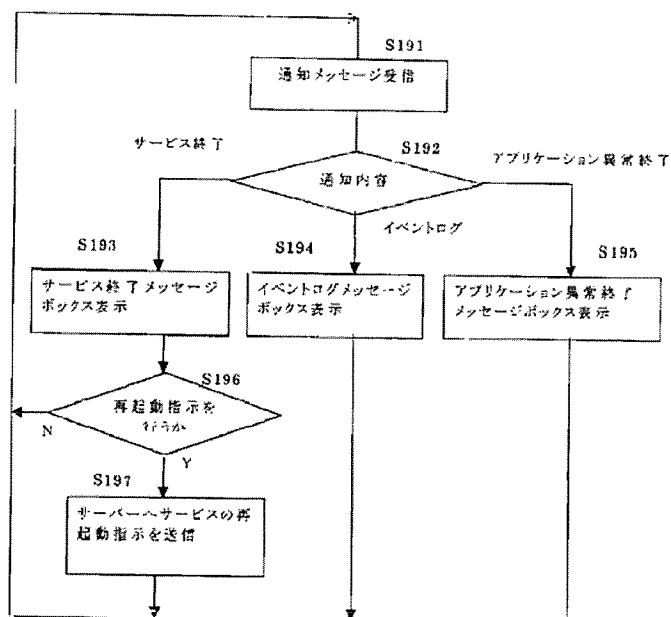 S191
通知メッセージ受信
サービス終了
S192
アプリケーション異常終了
通知内容
イベントログ
S193
S194
S195
サービス終了メッセージ
ボックス表示
イベントログメッセージ
ボックス表示
アプリケーション異常終了
メッセージボックス表示
S196
再起動指示を
行うか
N
Y
S197
サーバーへサービスの再
起動指示を送信